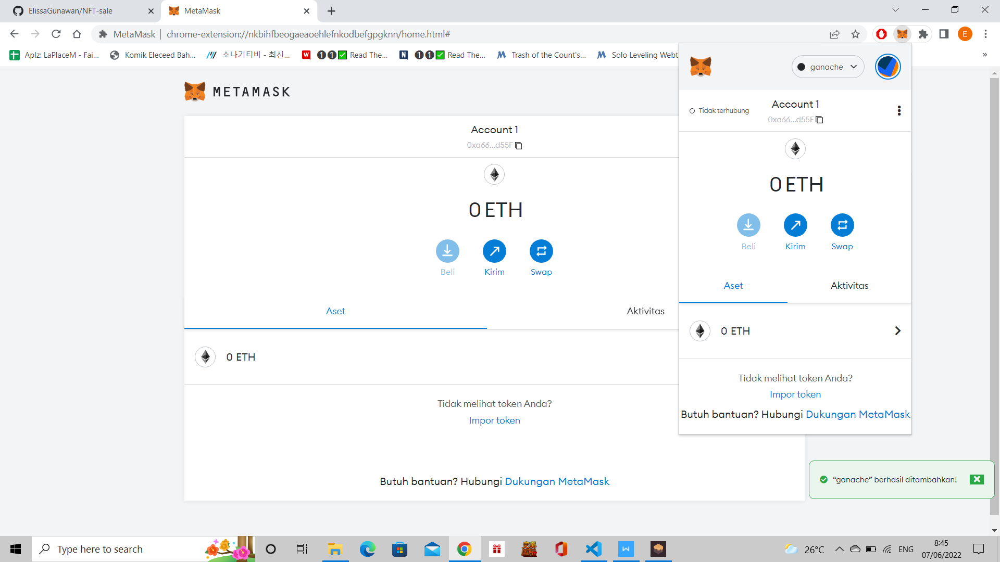 ElissaGunawan/NFT-sale
MetaMask
MetaMask | chrome-extension://nkbihfbeogaeaoehlefnkodbefgpgknn/home.html#
E
Aplz: LaPlaceM - Fai...
Komik Eleceed Bah...
소나기티비 - 최신...
❶❶✅ Read The...
❶❶✅ Read The...
Trash of the Count's...
Solo Leveling Webt
»
METAMASK
Account 1
0xa66...d55F
0 ETH
Beli
Kirim
Swap
Aset
Aktivitas
0 ETH
Tidak melihat token Anda?
Impor token
Butuh bantuan? Hubungi Dukungan MetaMask
ganache
Tidak terhubung
Account 1
0xa66...d55F
0 ETH
Beli
Kirim
Swap
Aset
Aktivitas
0 ETH
Tidak melihat token Anda?
Impor token
Butuh bantuan? Hubungi Dukungan MetaMask
“ganache” berhasil ditambahkan!
Type here to search
26°C
ENG
8:45
07/06/2022